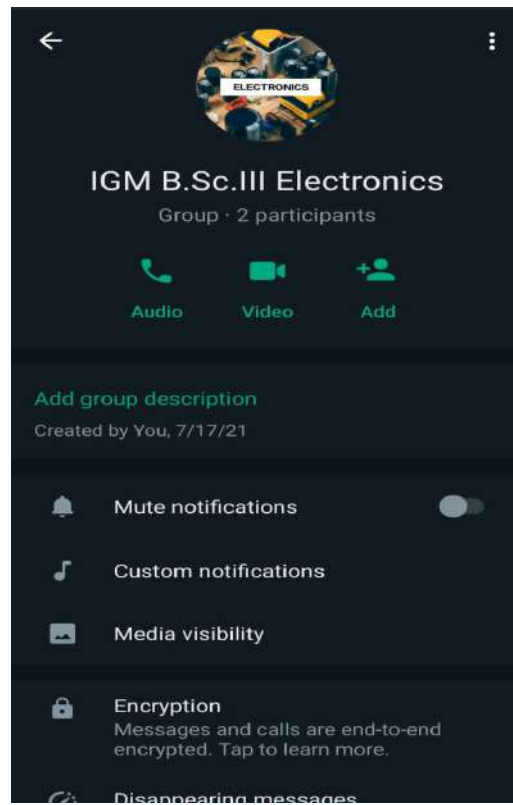 ELECTRONICS
IGM B.Sc.III Electronics
Group · 2 participants
Audio Video Add
Add group description
Created by You, 7/17/21
Mute notifications
Custom notifications
Media visibility
Encryption
Messages and calls are end-to-end
encrypted. Tap to learn more.
Disappearing messages